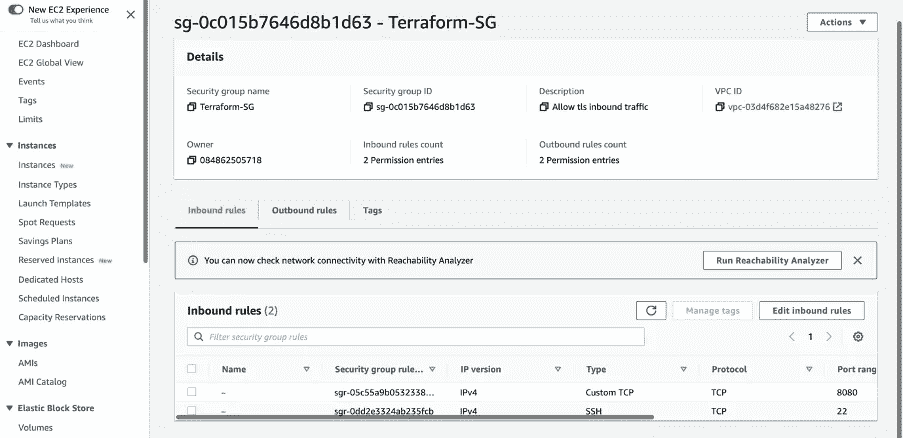 New EC2 Experience
Tell us what you think
EC2 Dashboard
EC2 Global View
Events
Tags
Limits
Instances
Instances New
Instance Types
Launch Templates
Spot Requests
Savings Plans
Reserved Instances New
Dedicated Hosts
Scheduled Instances
Capacity Reservations
Images
AMIs
AMI Catalog
Elastic Block Store
Volumes
sg-0c015b7646d8b1d63 - Terraform-SG
Actions
Details
Security group name
Terraform-SG
Security group ID
sg-0c015b7646d8b1d63
Description
Allow tls inbound traffic
VPC ID
vpc-03d4f682e15a48276
Owner
084862505718
Inbound rules count
2 Permission entries
Outbound rules count
2 Permission entries
Inbound rules Outbound rules Tags
You can now check network connectivity with Reachability Analyzer
Run Reachability Analyzer
Inbound rules (2)
Manage tags
Edit inbound rules
Filter security group rules
1
Name Security group rule... IP version Type Protocol Port rang
– sgr-05c55a9b0532338... IPv4 Custom TCP TCP 8080
– sgr-0dd2e3324ab235fcb IPv4 SSH TCP 22